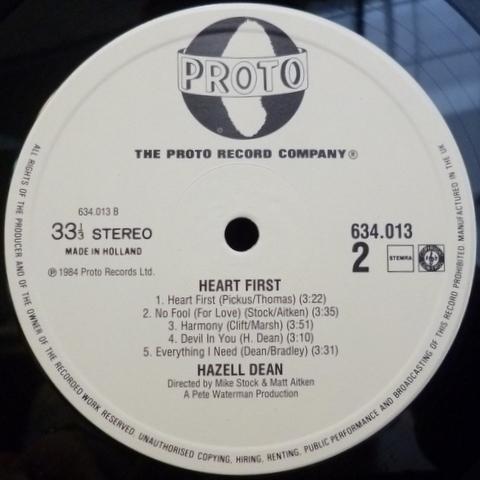 PROTO
THE PROTO RECORD COMPANY®
634.013 B
33⅓ STEREO
MADE IN HOLLAND
℗ 1984 Proto Records Ltd.
634.013
2
STEMRA
HEART FIRST
1. Heart First (Pickus/Thomas) (3:22)
2. No Fool (For Love) (Stock/Aitken) (3:35)
3. Harmony (Clift/Marsh) (3:51)
4. Devil In You (H. Dean) (3:10)
5. Everything I Need (Dean/Bradley) (3:31)
HAZELL DEAN
Directed by Mike Stock & Matt Aitken
A Pete Waterman Production
ALL RIGHTS OF THE PRODUCER AND OF THE OWNER OF THE RECORDED WORK RESERVED. UNAUTHORISED COPYING, HIRING, RENTING, PUBLIC PERFORMANCE AND BROADCASTING OF THIS RECORD PROHIBITED. MANUFACTURED IN THE UK